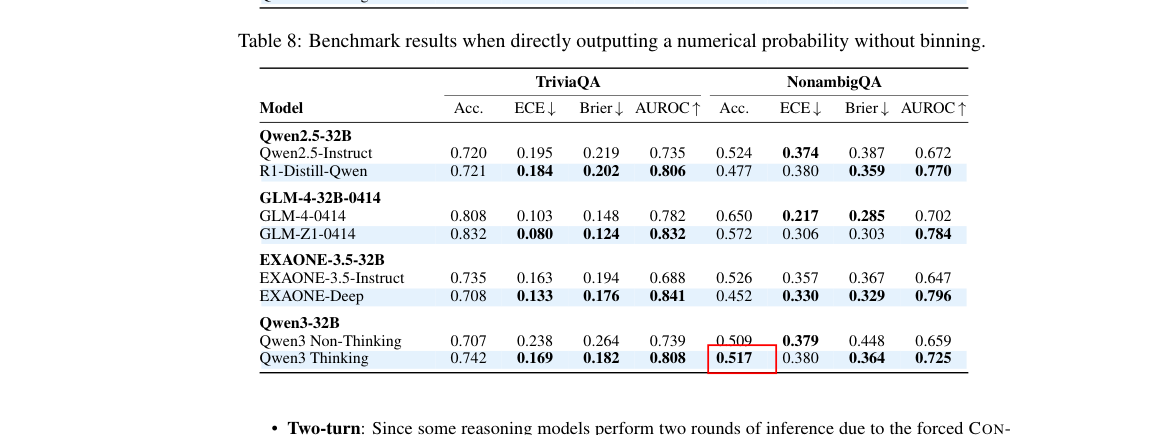 Table 8: Benchmark results when directly outputting a numerical probability without binning.
TriviaQA NonambigQA
Model Acc. ECE↓ Brier↓ AUROC↑ Acc. ECE↓ Brier↓ AUROC↑
Qwen2.5-32B
Qwen2.5-Instruct 0.720 0.195 0.219 0.735 0.524 0.374 0.387 0.672
R1-Distill-Qwen 0.721 0.184 0.202 0.806 0.477 0.380 0.359 0.770
GLM-4-32B-0414
GLM-4-0414 0.808 0.103 0.148 0.782 0.650 0.217 0.285 0.702
GLM-Z1-0414 0.832 0.080 0.124 0.832 0.572 0.306 0.303 0.784
EXAONE-3.5-32B
EXAONE-3.5-Instruct 0.735 0.163 0.194 0.688 0.526 0.357 0.367 0.647
EXAONE-Deep 0.708 0.133 0.176 0.841 0.452 0.330 0.329 0.796
Qwen3-32B
Qwen3 Non-Thinking 0.707 0.238 0.264 0.739 0.509 0.379 0.448 0.659
Qwen3 Thinking 0.742 0.169 0.182 0.808 0.517 0.380 0.364 0.725
• Two-turn: Since some reasoning models perform two rounds of inference due to the forced CON-